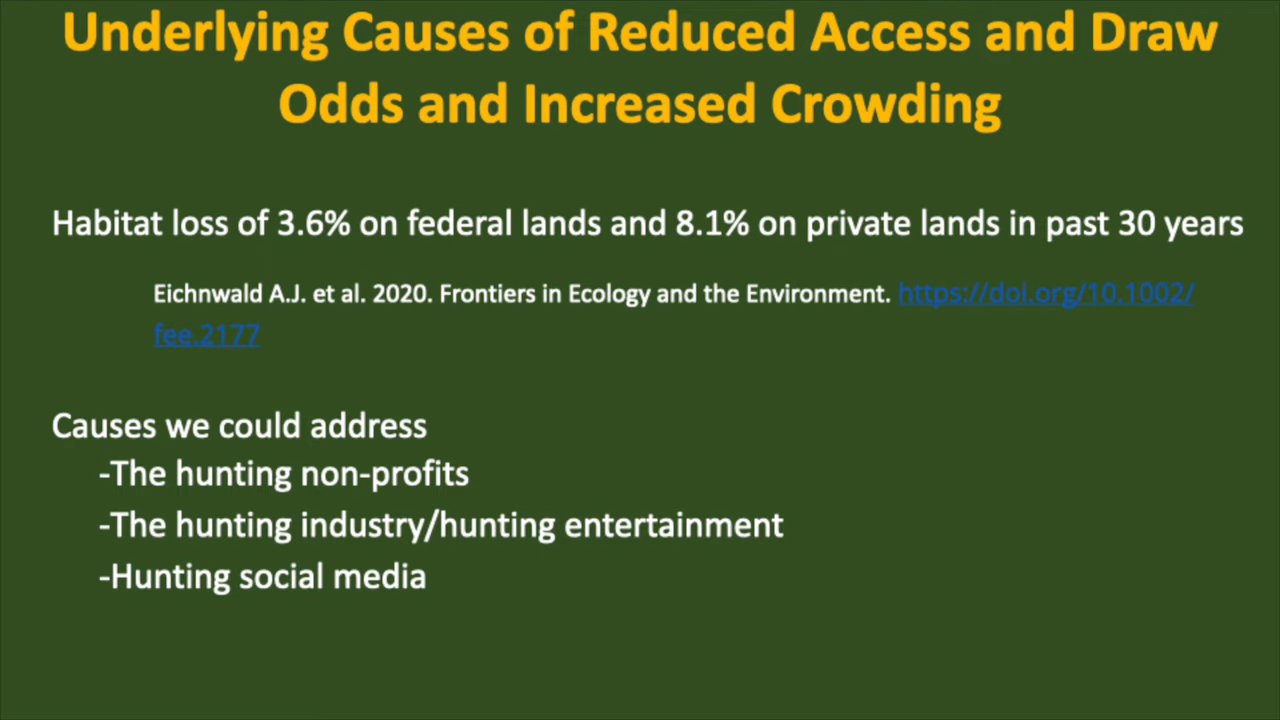 Underlying Causes of Reduced Access and Draw
Odds and Increased Crowding
Habitat loss of 3.6% on federal lands and 8.1% on private lands in past 30 years
Eichnwald A.J. et al. 2020. Frontiers in Ecology and the Environment. https://doi.org/10.1002/
fee.2177
Causes we could address
-The hunting non-profits
-The hunting industry/hunting entertainment
-Hunting social media